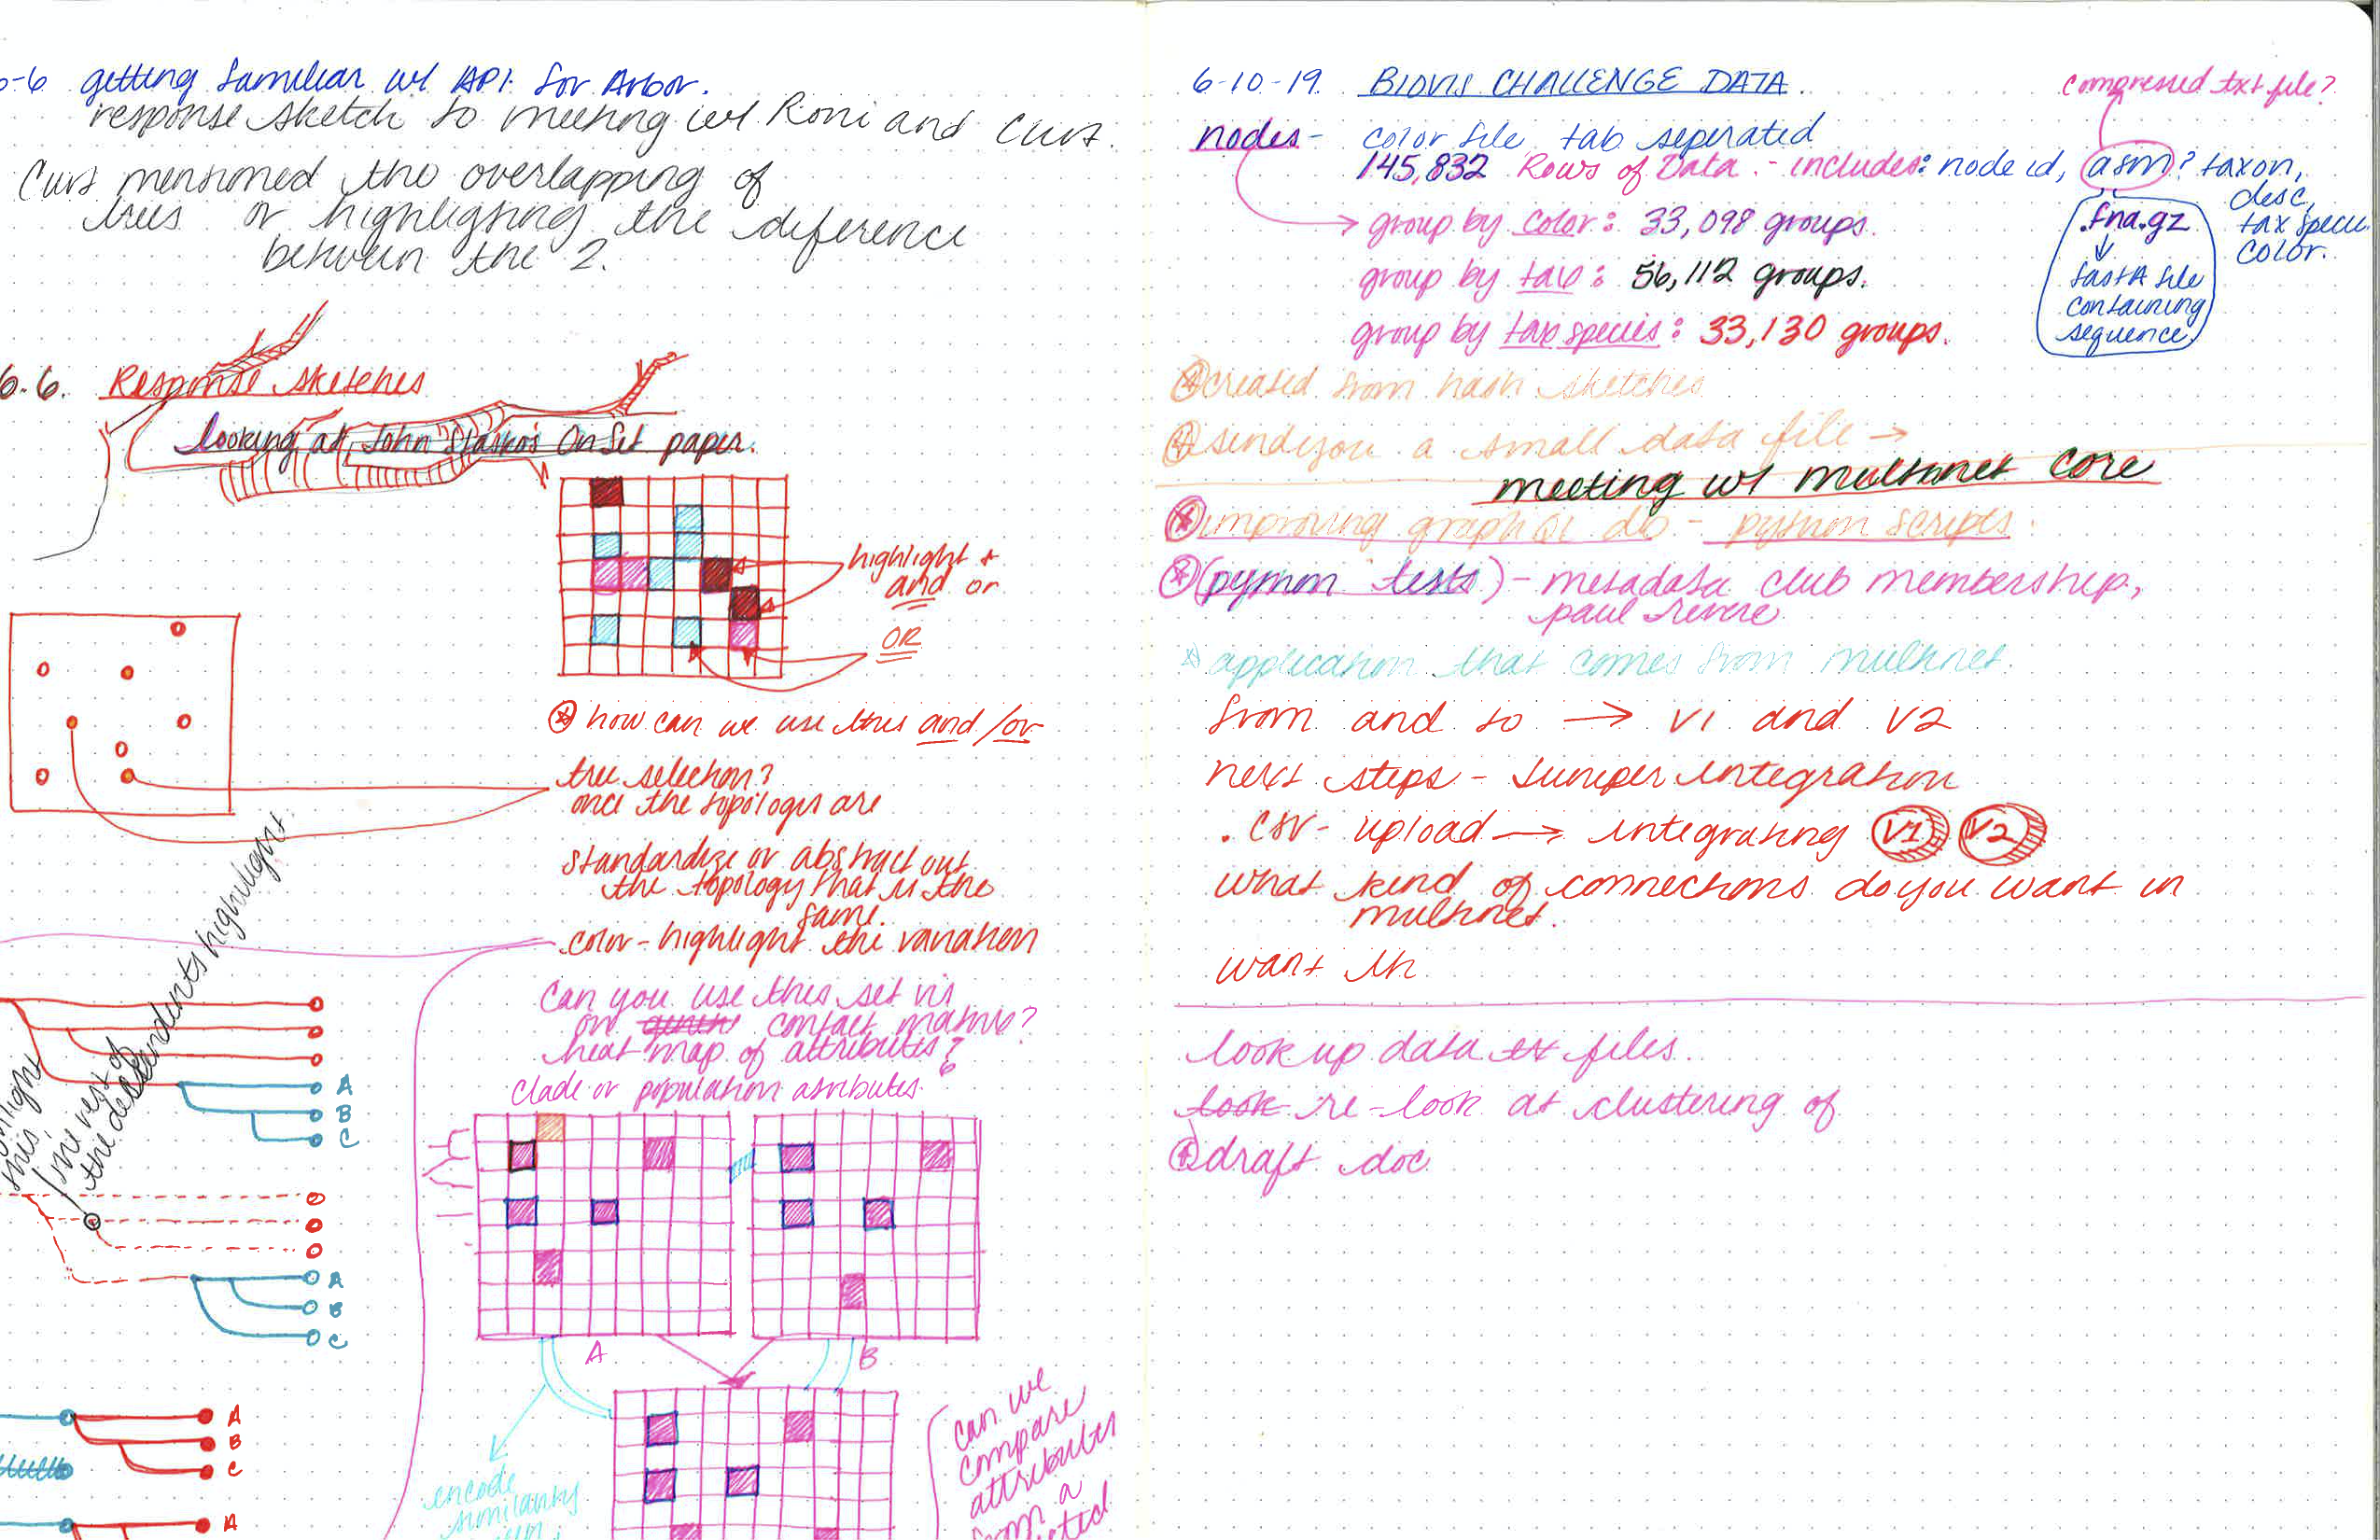 6-6 getting familiar w/ API for Arbor.
response sketch to meeting w/ Roni and Curt.
Curt mentioned the overlapping of
trees or highlighting the diference
between the 2.
6.6. Response sketches
looking at John Stasko's OnSet paper.
highlight +
and or
OR
how can we use this and/or
tree selection?
once the topologies are
standardize or abstract out
the topology that is the
same.
color - highlight the variation
Can you use this set vis
on contact matrix?
heat map of attributes?
clade or population attributes
this
the rest of
the descendents highlight
A
B
C
A
B
C
A
B
C
A
A
B
encode
similarity
can we
compare
attributes
from a
6-10-19. BIOVIS CHALLENGE DATA.
compressed txt file?
nodes - color file tab seperated
145,832 Rows of Data - includes: node id, asm? taxon,
desc,
tax specie
color.
.fna.gz
fastA file
containing
sequence
group by color: 33,098 groups.
group by tax: 56,112 groups.
group by tax species: 33,130 groups.
created from hash sketches
send you a small data file →
meeting w/ multinet core
improving graph QL db - python scripts.
(python tests) - metadata club membership,
paul revere
application that comes from multinet.
from and to → V1 and V2
next steps - Juniper integration
.csv - upload → integrating V1 V2
what kind of connections do you want in
multinet.
want th
look up data txt files.
look re-look at clustering of
draft doc